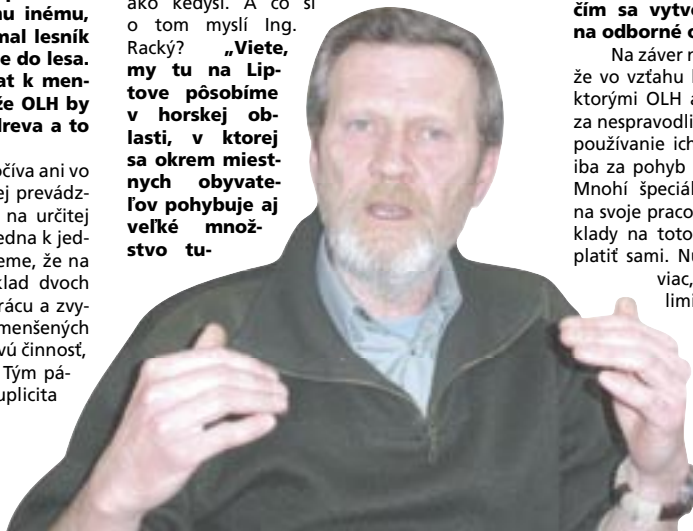 mu inému,
mal lesník
e do lesa.
at k men-
že OLH by
dreva a to
číva ani vo
ej prevádz-
na určitej
edna k jed-
eme, že na
klad dvoch
rácu a zvy-
menšených
vú činnosť,
Tým pá-
uplicita
ako kedysi. A čo si
o tom myslí Ing.
Racký? „Viete,
my tu na Lip-
tove pôsobíme
v horskej ob-
lasti, v ktorej
sa okrem miest-
nych obyvate-
ľov pohybuje aj
veľké množ-
stvo tu-
čím sa vytvo
na odborné
Na záver
že vo vzťahu
ktorými OLH a
za nespravodli
používanie ich
iba za pohyb
Mnohí špeciál
na svoje praco
klady na toto
platiť sami. Nu
viac,
limi